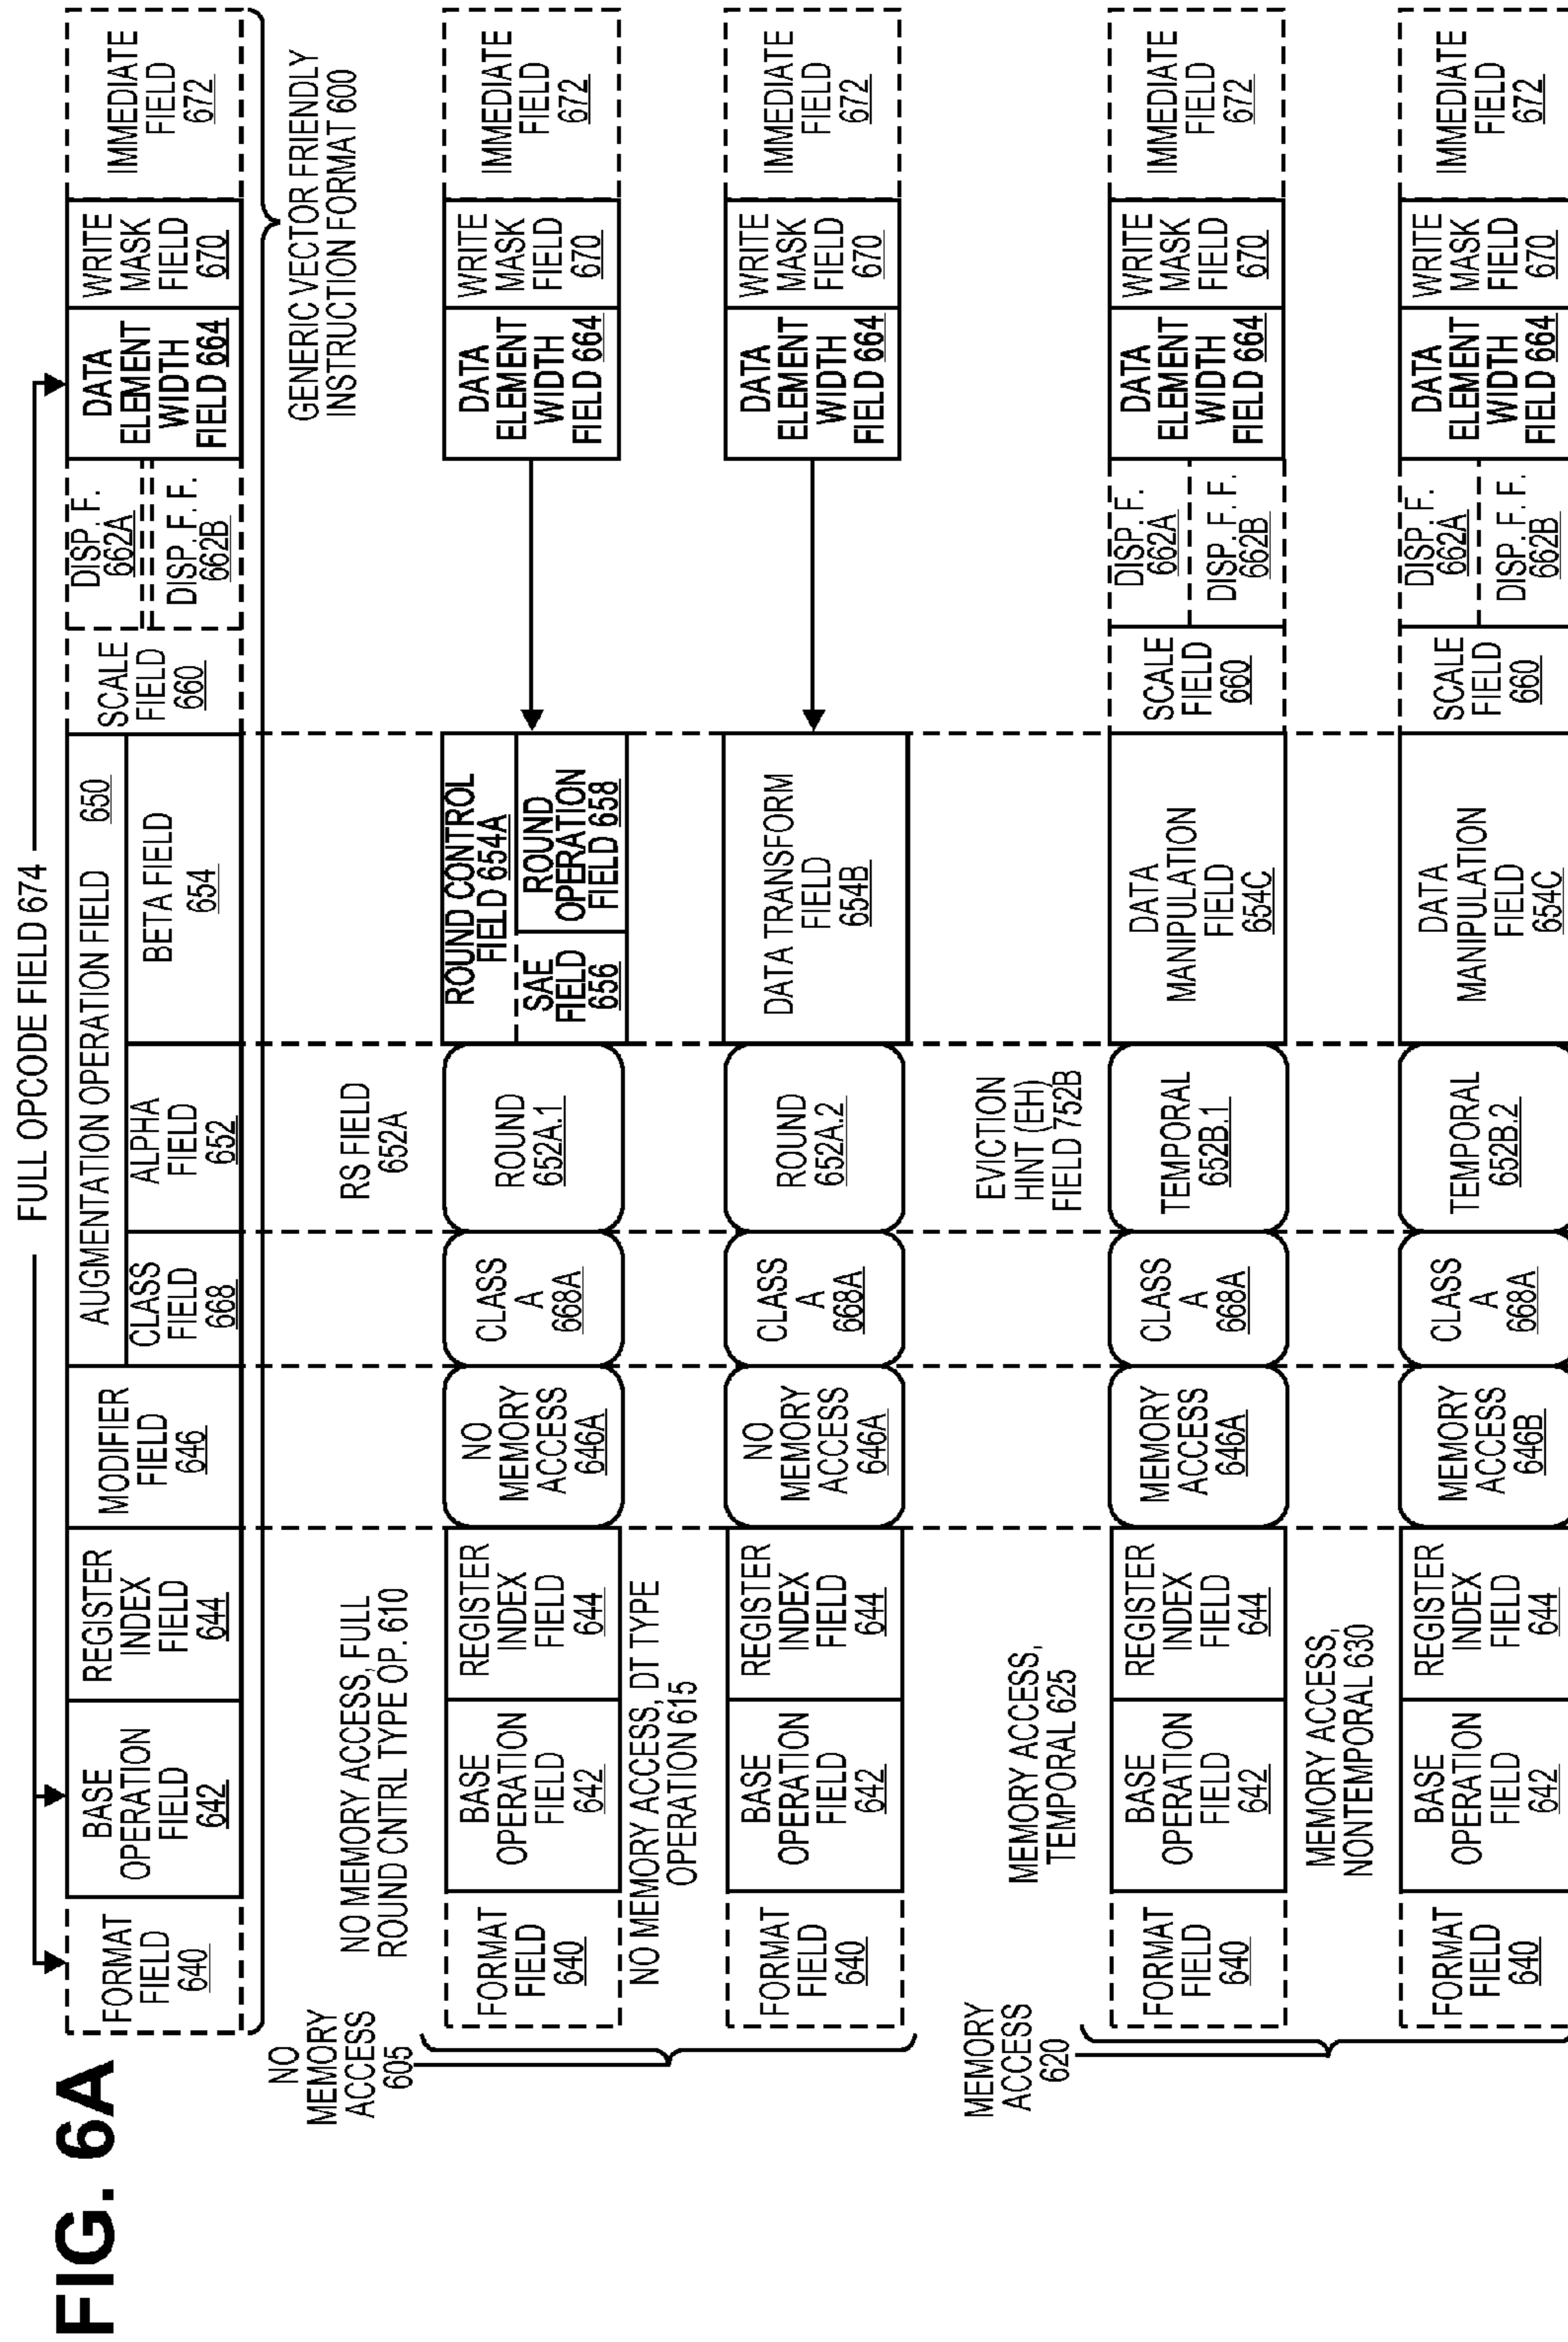 FIG. 6A
FULL OPCODE FIELD 674
FORMAT
FIELD
640
BASE
OPERATION
FIELD
642
REGISTER
INDEX
FIELD
644
MODIFIER
FIELD
646
AUGMENTATION OPERATION FIELD 650
CLASS
FIELD
668
ALPHA
FIELD
652
BETA FIELD
654
SCALE
FIELD
660
DISP. F.
662A
DISP. F. F.
662B
DATA
ELEMENT
WIDTH
FIELD 664
WRITE
MASK
FIELD
670
IMMEDIATE
FIELD
672
GENERIC VECTOR FRIENDLY
INSTRUCTION FORMAT 600
NO
MEMORY
ACCESS
605
NO MEMORY ACCESS, FULL
ROUND CNTRL TYPE OP. 610
RS FIELD
652A
FORMAT
FIELD
640
BASE
OPERATION
FIELD
642
REGISTER
INDEX
FIELD
644
NO
MEMORY
ACCESS
646A
CLASS
A
668A
ROUND
652A.1
ROUND CONTROL
FIELD 654A
SAE
FIELD
656
ROUND
OPERATION
FIELD 658
DATA
ELEMENT
WIDTH
FIELD 664
WRITE
MASK
FIELD
670
IMMEDIATE
FIELD
672
NO MEMORY ACCESS, DT TYPE
OPERATION 615
FORMAT
FIELD
640
BASE
OPERATION
FIELD
642
REGISTER
INDEX
FIELD
644
NO
MEMORY
ACCESS
646A
CLASS
A
668A
ROUND
652A.2
DATA TRANSFORM
FIELD
654B
DATA
ELEMENT
WIDTH
FIELD 664
WRITE
MASK
FIELD
670
IMMEDIATE
FIELD
672
MEMORY
ACCESS
620
MEMORY ACCESS,
TEMPORAL 625
EVICTION
HINT (EH)
FIELD 752B
FORMAT
FIELD
640
BASE
OPERATION
FIELD
642
REGISTER
INDEX
FIELD
644
MEMORY
ACCESS
646A
CLASS
A
668A
TEMPORAL
652B.1
DATA
MANIPULATION
FIELD
654C
SCALE
FIELD
660
DISP. F.
662A
DISP. F. F.
662B
DATA
ELEMENT
WIDTH
FIELD 664
WRITE
MASK
FIELD
670
IMMEDIATE
FIELD
672
MEMORY ACCESS,
NONTEMPORAL 630
FORMAT
FIELD
640
BASE
OPERATION
FIELD
642
REGISTER
INDEX
FIELD
644
MEMORY
ACCESS
646B
CLASS
A
668A
TEMPORAL
652B.2
DATA
MANIPULATION
FIELD
654C
SCALE
FIELD
660
DISP. F.
662A
DISP. F. F.
662B
DATA
ELEMENT
WIDTH
FIELD 664
WRITE
MASK
FIELD
670
IMMEDIATE
FIELD
672